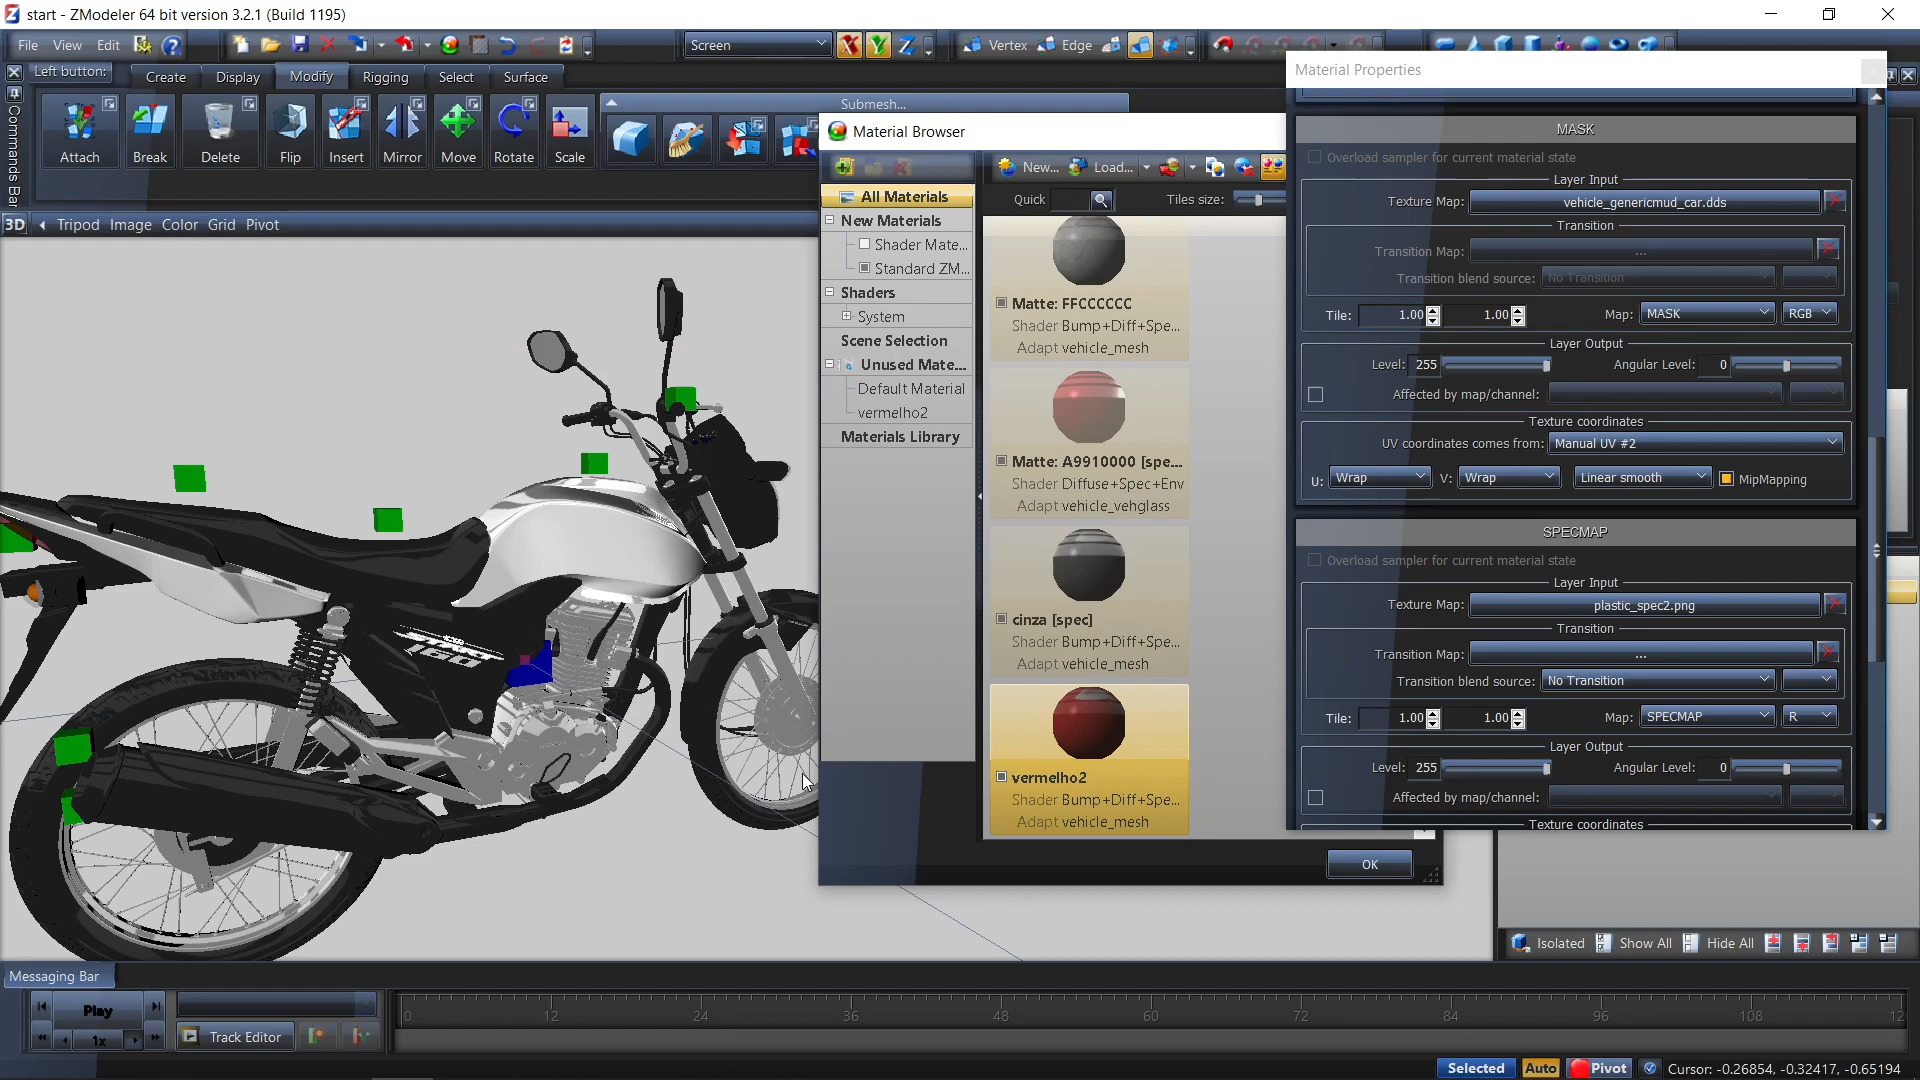 start - ZModeler 64 bit version 3.2.1 (Build 1195)
File View Edit
Screen
X Y Z
Vertex Edge
Left button:
Create Display Modify Rigging Select Surface
Commands Bar
Attach Break Delete Flip Insert Mirror Move Rotate Scale
Submesh...
3D Tripod Image Color Grid Pivot
START
160
Material Browser
New... Load...
Quick Tiles size:
All Materials
New Materials
Shader Mate...
Standard ZM...
Shaders
System
Scene Selection
Unused Mate...
Default Material
vermelho2
Materials Library
Matte: FFCCCCCC
Shader Bump+Diff+Spe...
Adapt vehicle_mesh
Matte: A9910000 [spe...
Shader Diffuse+Spec+Env
Adapt vehicle_vehglass
cinza [spec]
Shader Bump+Diff+Spe...
Adapt vehicle_mesh
vermelho2
Shader Bump+Diff+Spe...
Adapt vehicle_mesh
OK
Material Properties
MASK
Overload sampler for current material state
Layer Input
Texture Map: vehicle_genericmud_car.dds
Transition
Transition Map: ...
Transition blend source: No Transition
Tile: 1.00 1.00 Map: MASK RGB
Layer Output
Level: 255 Angular Level: 0
Affected by map/channel:
Texture coordinates
UV coordinates comes from: Manual UV #2
U: Wrap V: Wrap Linear smooth MipMapping
SPECMAP
Overload sampler for current material state
Layer Input
Texture Map: plastic_spec2.png
Transition
Transition Map: ...
Transition blend source: No Transition
Tile: 1.00 1.00 Map: SPECMAP R
Layer Output
Level: 255 Angular Level: 0
Affected by map/channel:
Texture coordinates
Isolated Show All Hide All
Messaging Bar
Play
1x
Track Editor
0 12 24 36 48 60 72 84 96 108 12
Selected Auto Pivot Cursor: -0.26854, -0.32417, -0.65194